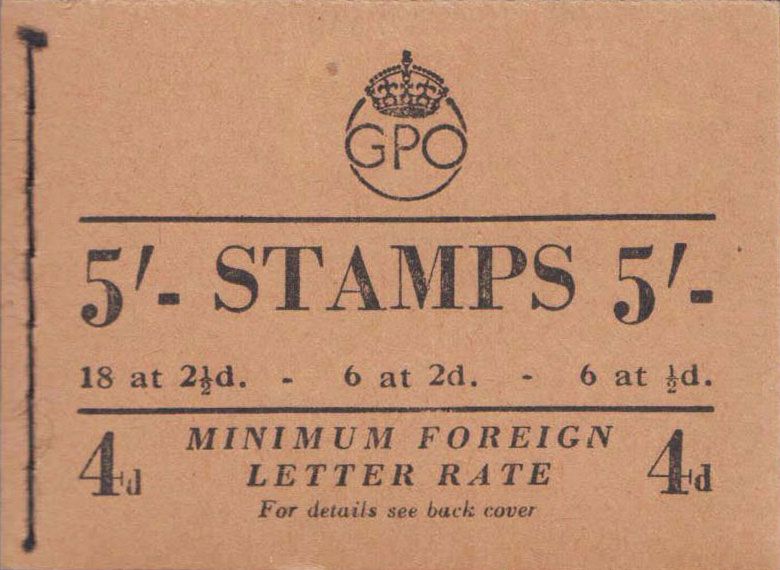 GPO
5/- STAMPS 5/-
18 at 2½d. - 6 at 2d. - 6 at ½d.
4d MINIMUM FOREIGN 4d
LETTER RATE
For details see back cover